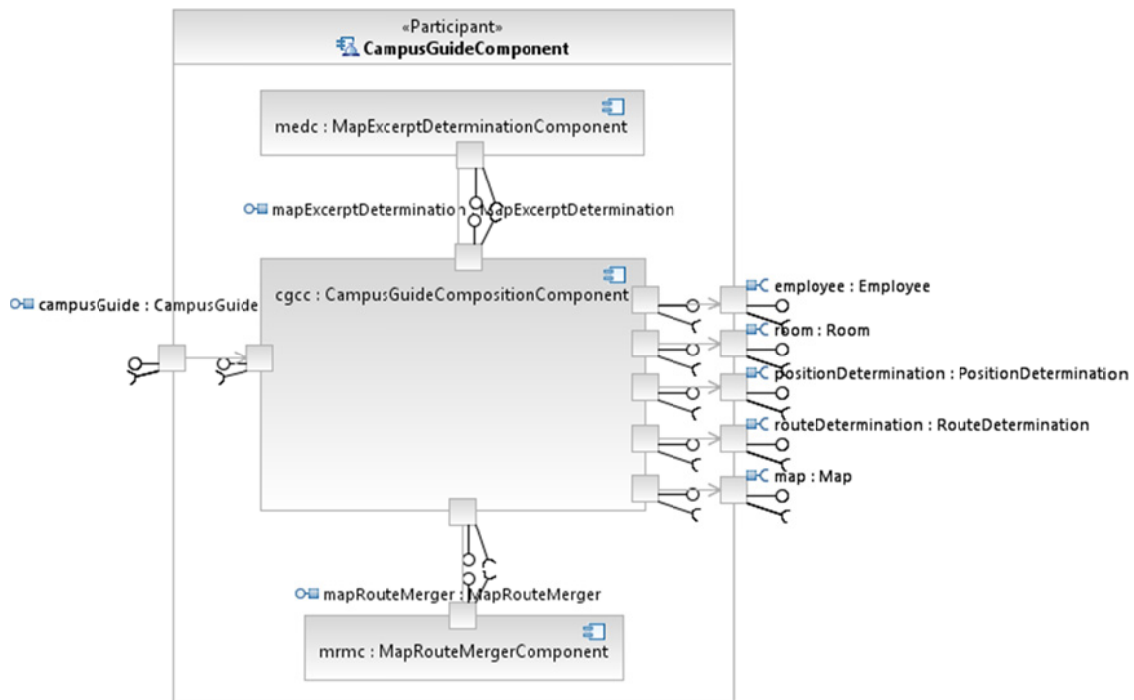 «Participant»
CampusGuideComponent
medc : MapExcerptDeterminationComponent
mapExcerptDetermination : MapExcerptDetermination
cgcc : CampusGuideCompositionComponent
campusGuide : CampusGuide
employee : Employee
room : Room
positionDetermination : PositionDetermination
routeDetermination : RouteDetermination
map : Map
mapRouteMerger : MapRouteMerger
mrmc : MapRouteMergerComponent